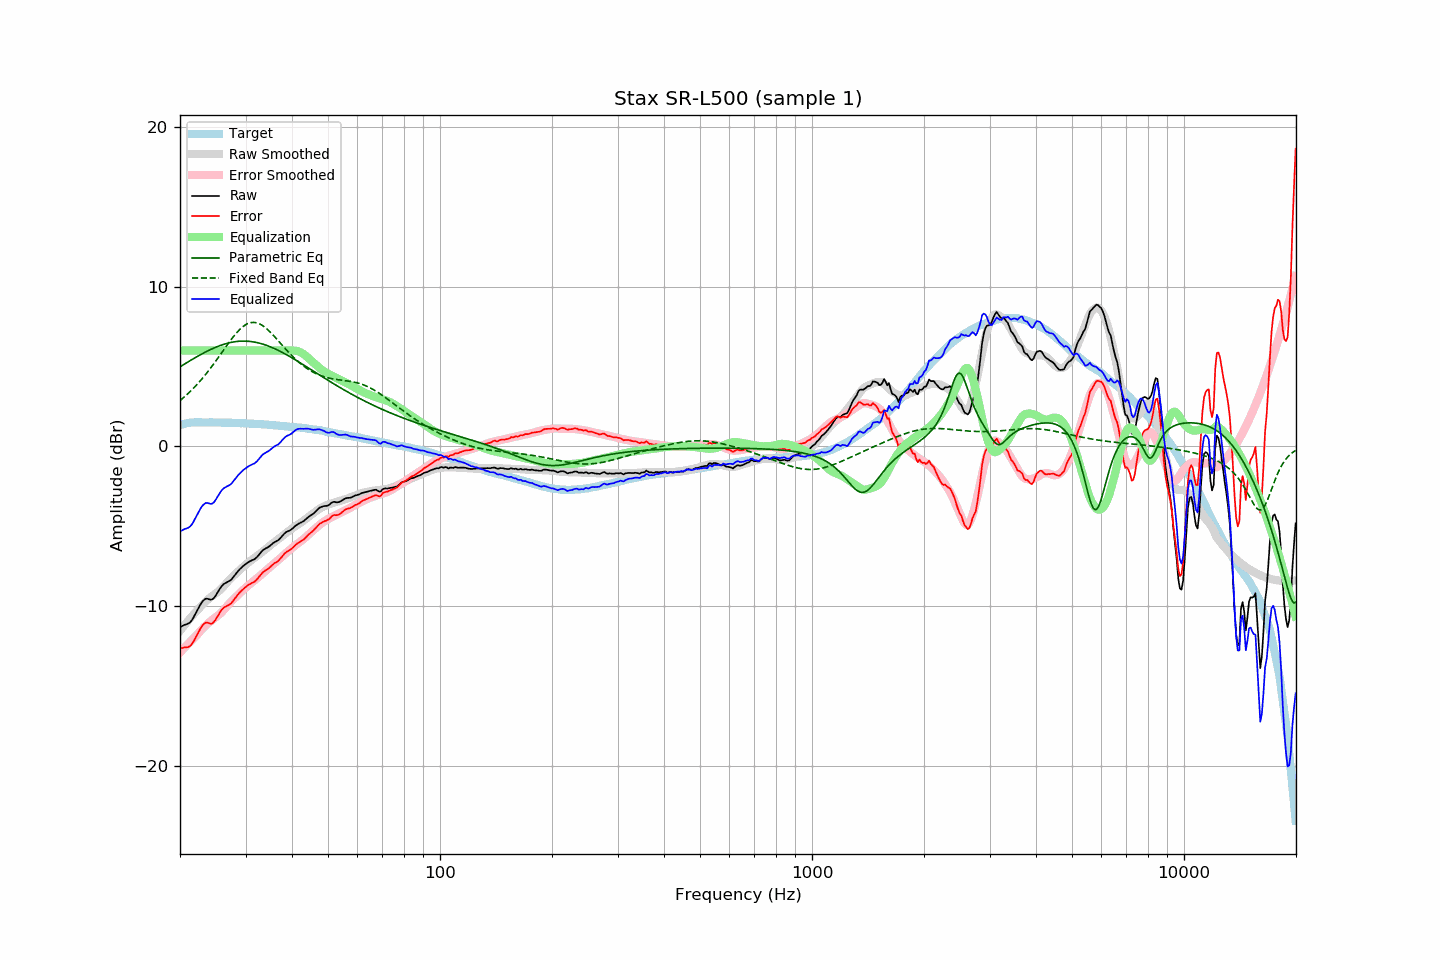 Stax SR-L500 (sample 1)
20
10
0
−10
−20
Amplitude (dBr)
Target
Raw Smoothed
Error Smoothed
Raw
Error
Equalization
Parametric Eq
Fixed Band Eq
Equalized
100
1000
10000
Frequency (Hz)